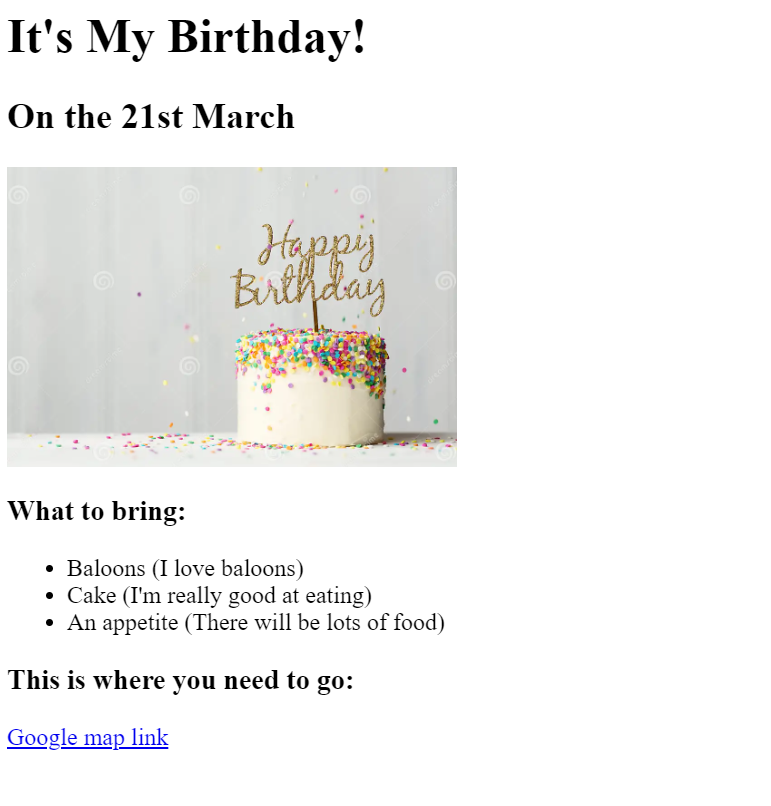 It's My Birthday!
On the 21st March
Happy
Birthday
What to bring:
Baloons (I love baloons)
Cake (I'm really good at eating)
An appetite (There will be lots of food)
This is where you need to go:
Google map link